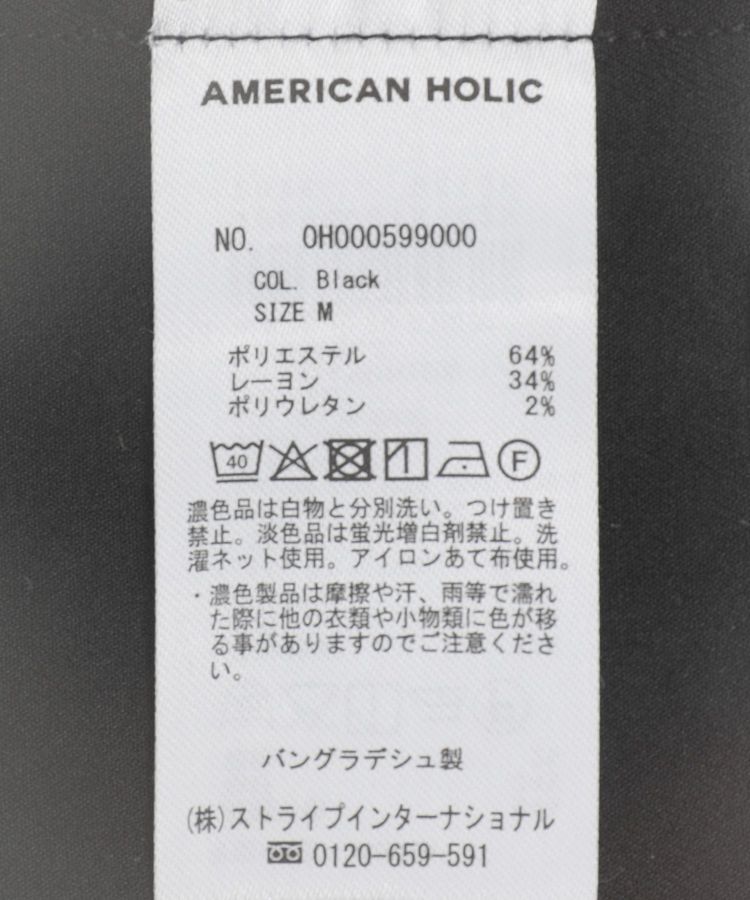 AMERICAN HOLIC
NO. 0H000599000
COL. Black
SIZE M
ポリエステル 64%
レーヨン 34%
ポリウレタン 2%
40 F
濃色品は白物と分別洗い。つけ置き
禁止。淡色品は蛍光増白剤禁止。洗
濯ネット使用。アイロンあて布使用。
・濃色製品は摩擦や汗、雨等で濡れ
た際に他の衣類や小物類に色が移
る事がありますのでご注意くださ
い。
バングラデシュ製
(株)ストライプインターナショナル
0120-659-591